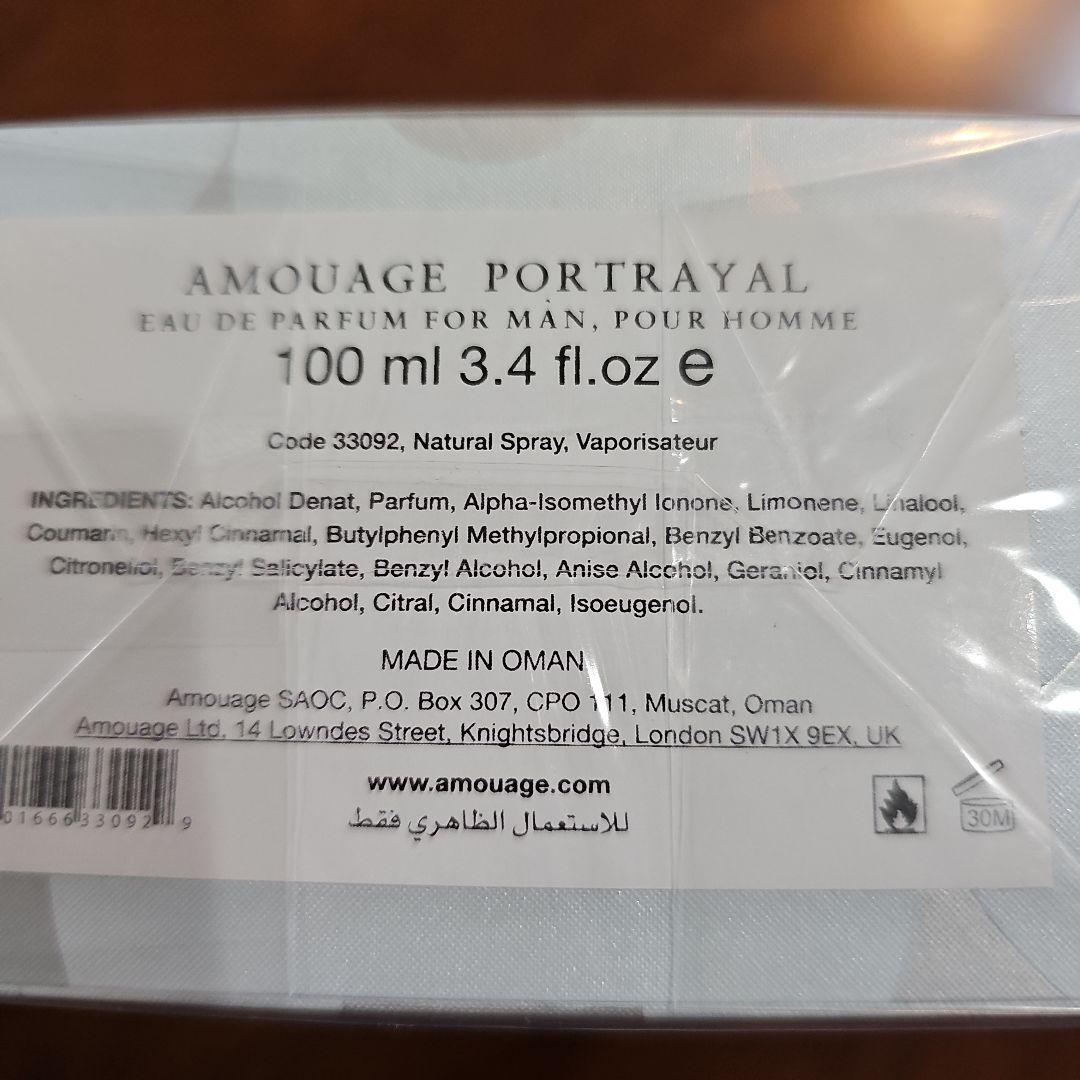 AMOUAGE PORTRAYAL
EAU DE PARFUM FOR MAN, POUR HOMME
100 ml 3.4 fl.oz e
Code 33092, Natural Spray, Vaporisateur
INGREDIENTS: Alcohol Denat, Parfum, Alpha-Isomethyl Ionone, Limonene, Linalool,
Coumarin, Hexyl Cinnamal, Butylphenyl Methylpropional, Benzyl Benzoate, Eugenol,
Citronellol, Benzyl Salicylate, Benzyl Alcohol, Anise Alcohol, Geraniol, Cinnamyl
Alcohol, Citral, Cinnamal, Isoeugenol.
MADE IN OMAN
Amouage SAOC, P.O. Box 307, CPO 111, Muscat, Oman
Amouage Ltd. 14 Lowndes Street, Knightsbridge, London SW1X 9EX, UK
www.amouage.com
للاستعمال الظاهري فقط
01666 33092 9
30M